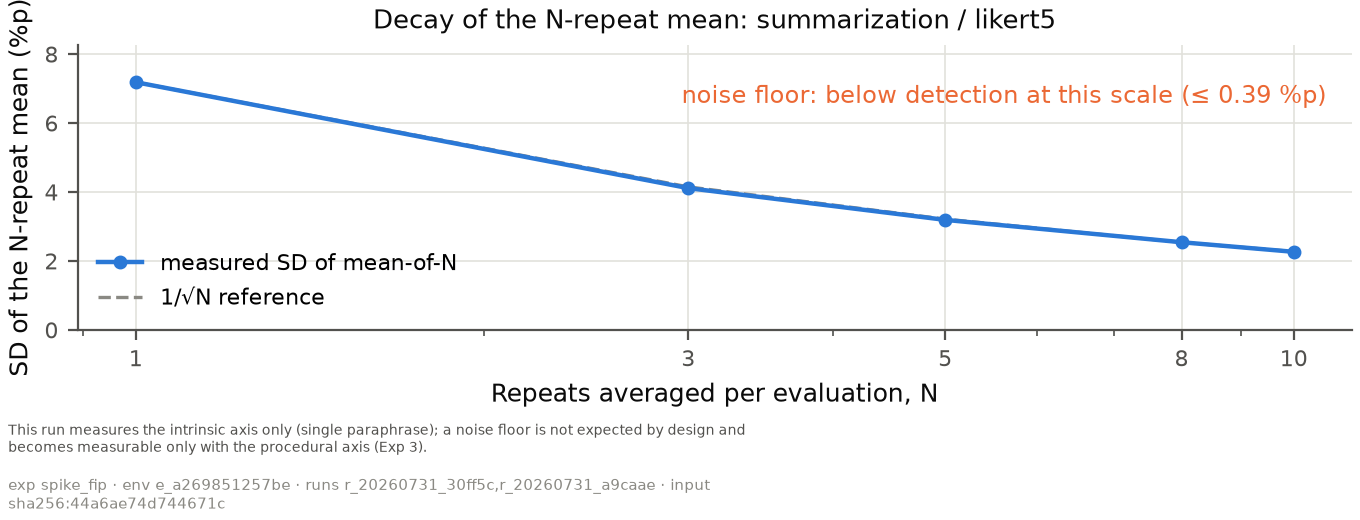 Decay of the N-repeat mean: summarization / likert5
SD of the N-repeat mean (%p)
8
6
4
2
0
noise floor: below detection at this scale (≤ 0.39 %p)
measured SD of mean-of-N
1/√N reference
1
3
5
8
10
Repeats averaged per evaluation, N
This run measures the intrinsic axis only (single paraphrase); a noise floor is not expected by design and
becomes measurable only with the procedural axis (Exp 3).
exp spike_fip · env e_a269851257be · runs r_20260731_30ff5c,r_20260731_a9caae · input
sha256:44a6ae74d744671c